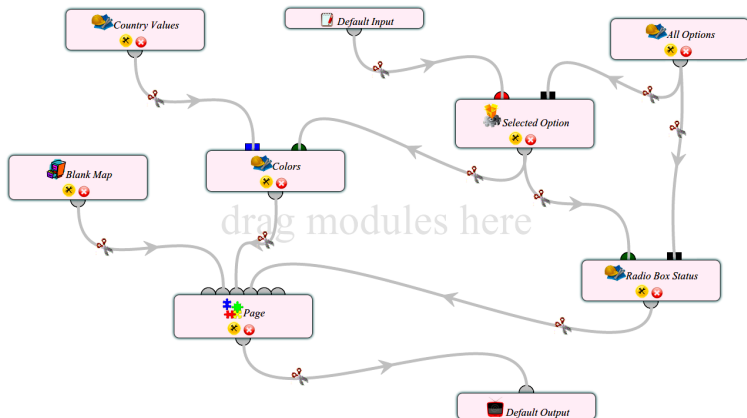 Default Input
Country Values
All Options
Selected Option
Blank Map
Colors
drag modules here
Radio Box Status
Page
Default Output